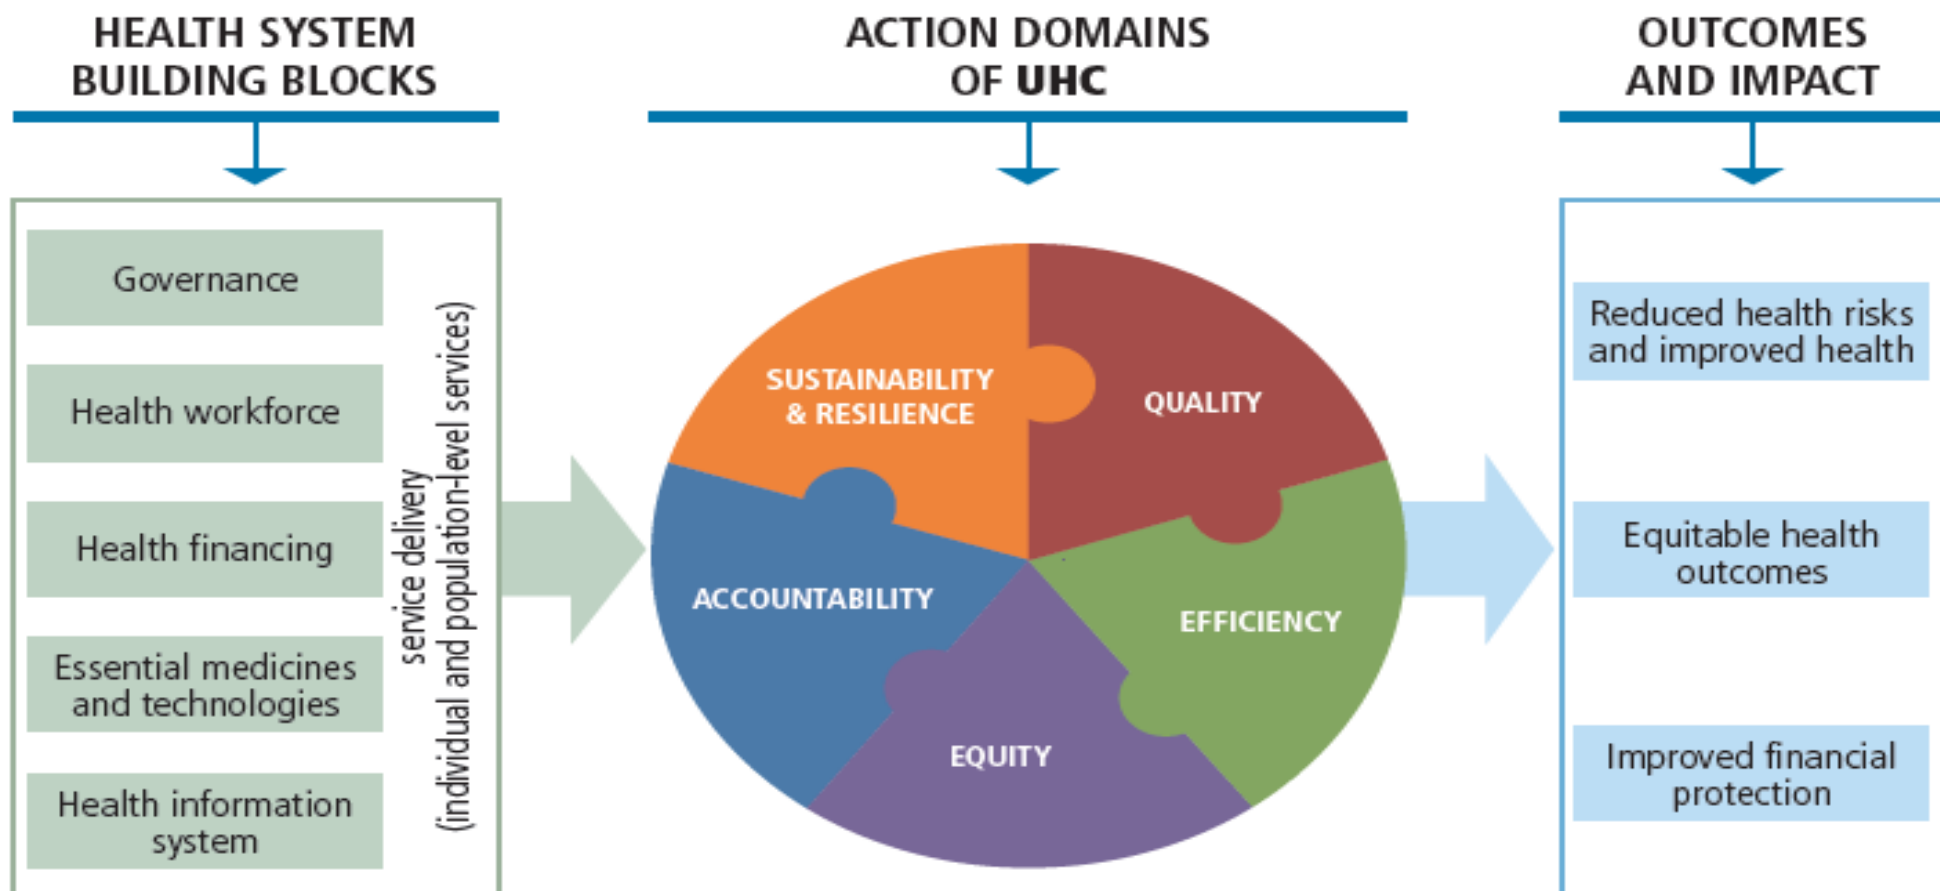 HEALTH SYSTEM
BUILDING BLOCKS
Governance
Health workforce
Health financing
Essential medicines
and technologies
Health information
system
service delivery
(individual and population-level services)
ACTION DOMAINS
OF UHC
SUSTAINABILITY
& RESILIENCE
QUALITY
ACCOUNTABILITY
EFFICIENCY
EQUITY
OUTCOMES
AND IMPACT
Reduced health risks
and improved health
Equitable health
outcomes
Improved financial
protection